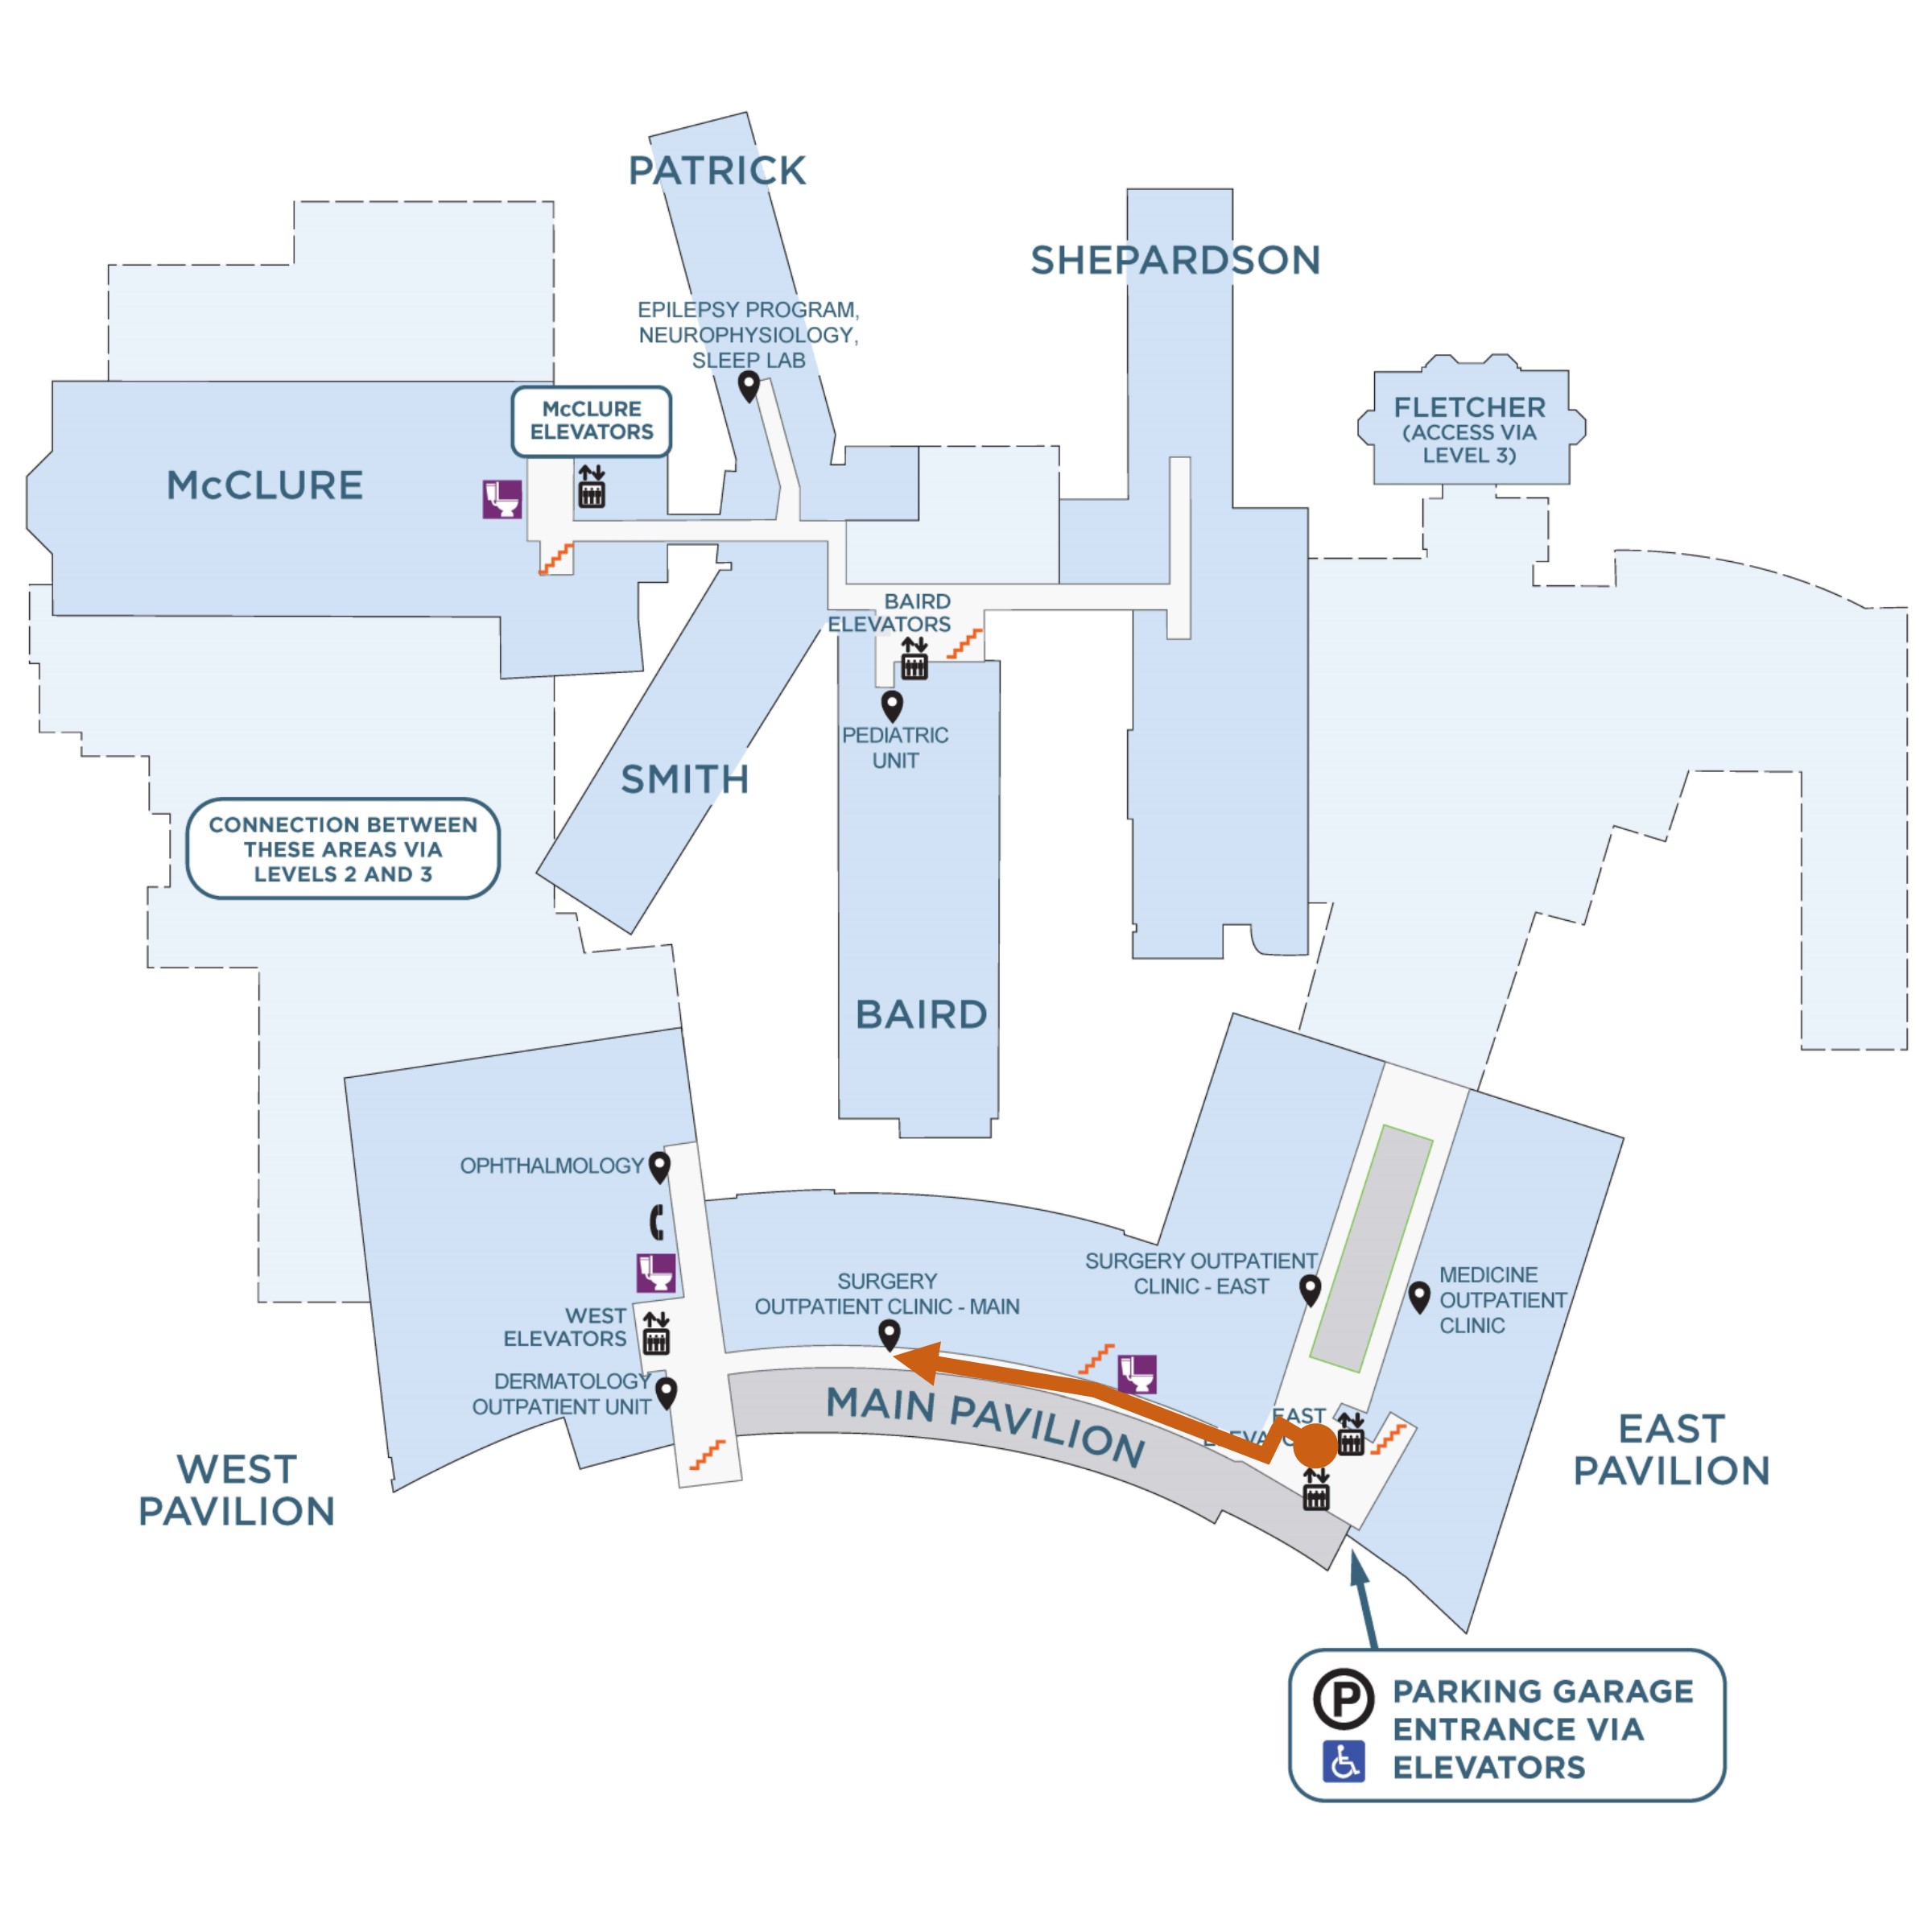 PATRICK
SHEPARDSON
EPILEPSY PROGRAM,
NEUROPHYSIOLOGY,
SLEEP LAB
McCLURE
ELEVATORS
McCLURE
FLETCHER
(ACCESS VIA
LEVEL 3)
BAIRD
ELEVATORS
PEDIATRIC
UNIT
SMITH
CONNECTION BETWEEN
THESE AREAS VIA
LEVELS 2 AND 3
BAIRD
OPHTHALMOLOGY
SURGERY
OUTPATIENT CLINIC - MAIN
SURGERY OUTPATIENT
CLINIC - EAST
MEDICINE
OUTPATIENT
CLINIC
WEST
ELEVATORS
DERMATOLOGY
OUTPATIENT UNIT
MAIN PAVILION
EAST
WEST
PAVILION
EAST
PAVILION
P
PARKING GARAGE
ENTRANCE VIA
ELEVATORS